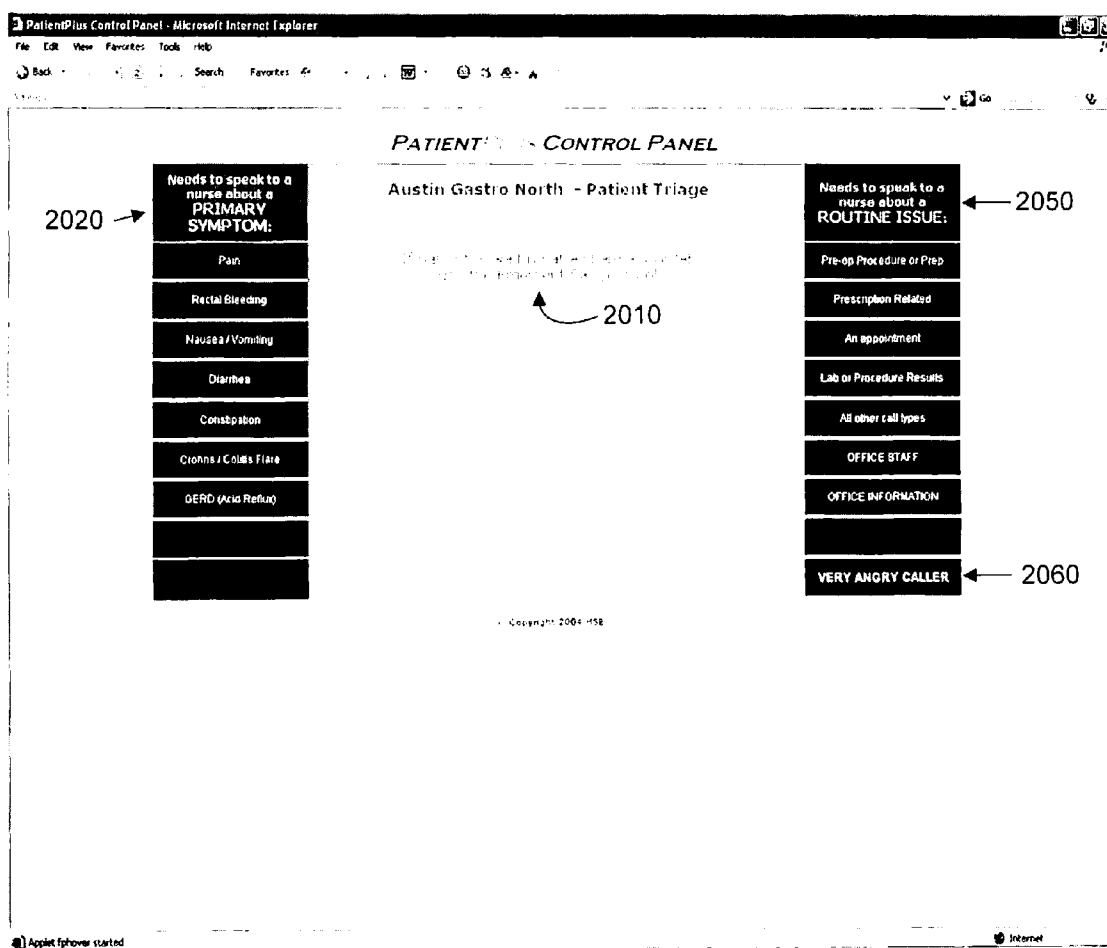 PatientPlus Control Panel - Microsoft Internet Explorer
File Edit View Favorites Tools Help
Back Search Favorites
Go
PATIENT CONTROL PANEL
Needs to speak to a
nurse about a
PRIMARY
SYMPTOM:
2020
Pain
Rectal Bleeding
Nausea / Vomiting
Diarrhea
Constipation
Crohns / Colitis Flare
GERD (Acid Reflux)
Austin Gastro North - Patient Triage
2010
Needs to speak to a
nurse about a
ROUTINE ISSUE:
2050
Pre-op Procedure or Prep
Prescription Related
An appointment
Lab or Procedure Results
All other call types
OFFICE STAFF
OFFICE INFORMATION
VERY ANGRY CALLER
2060
Copyright 2004 HSB
Applet fphover started
Internet